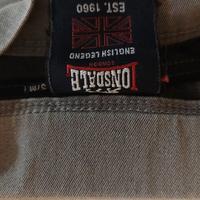 LONSDALE
LONDON
ENGLISH LEGEND
EST. 1960
S/M